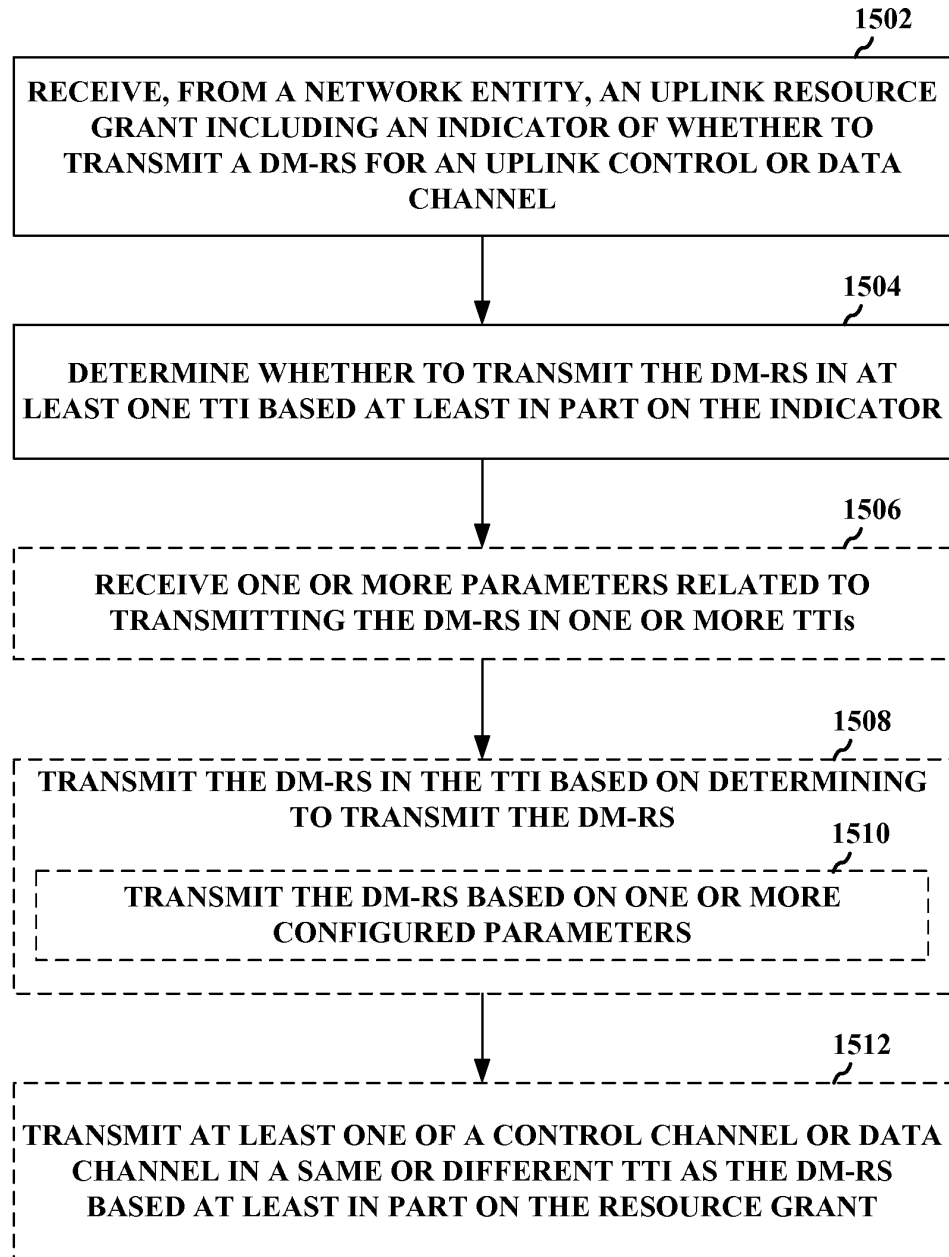 1502
RECEIVE, FROM A NETWORK ENTITY, AN UPLINK RESOURCE
GRANT INCLUDING AN INDICATOR OF WHETHER TO
TRANSMIT A DM-RS FOR AN UPLINK CONTROL OR DATA
CHANNEL
1504
DETERMINE WHETHER TO TRANSMIT THE DM-RS IN AT
LEAST ONE TTI BASED AT LEAST IN PART ON THE INDICATOR
1506
RECEIVE ONE OR MORE PARAMETERS RELATED TO
TRANSMITTING THE DM-RS IN ONE OR MORE TTIs
1508
TRANSMIT THE DM-RS IN THE TTI BASED ON DETERMINING
TO TRANSMIT THE DM-RS
1510
TRANSMIT THE DM-RS BASED ON ONE OR MORE
CONFIGURED PARAMETERS
1512
TRANSMIT AT LEAST ONE OF A CONTROL CHANNEL OR DATA
CHANNEL IN A SAME OR DIFFERENT TTI AS THE DM-RS
BASED AT LEAST IN PART ON THE RESOURCE GRANT